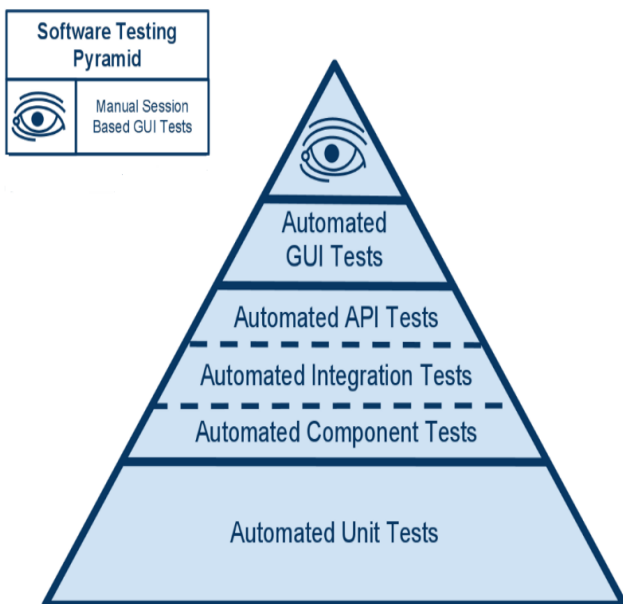 Software Testing
Pyramid
Manual Session
Based GUI Tests
Automated
GUI Tests
Automated API Tests
Automated Integration Tests
Automated Component Tests
Automated Unit Tests